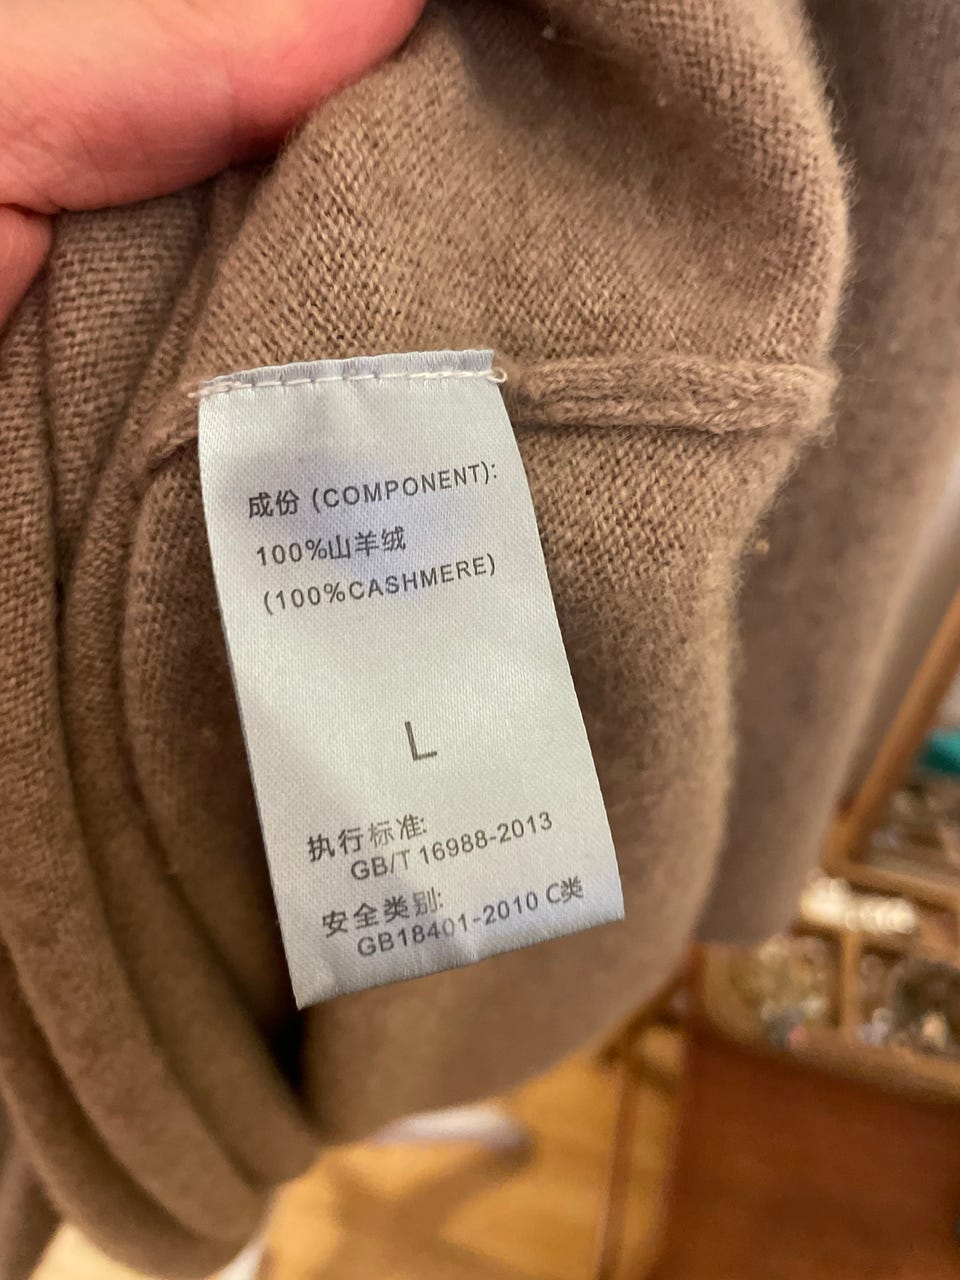 成份 (COMPONENT):
100%山羊绒
(100%CASHMERE)
L
执行标准:
GB/T 16988-2013
安全类别:
GB18401-2010 C类